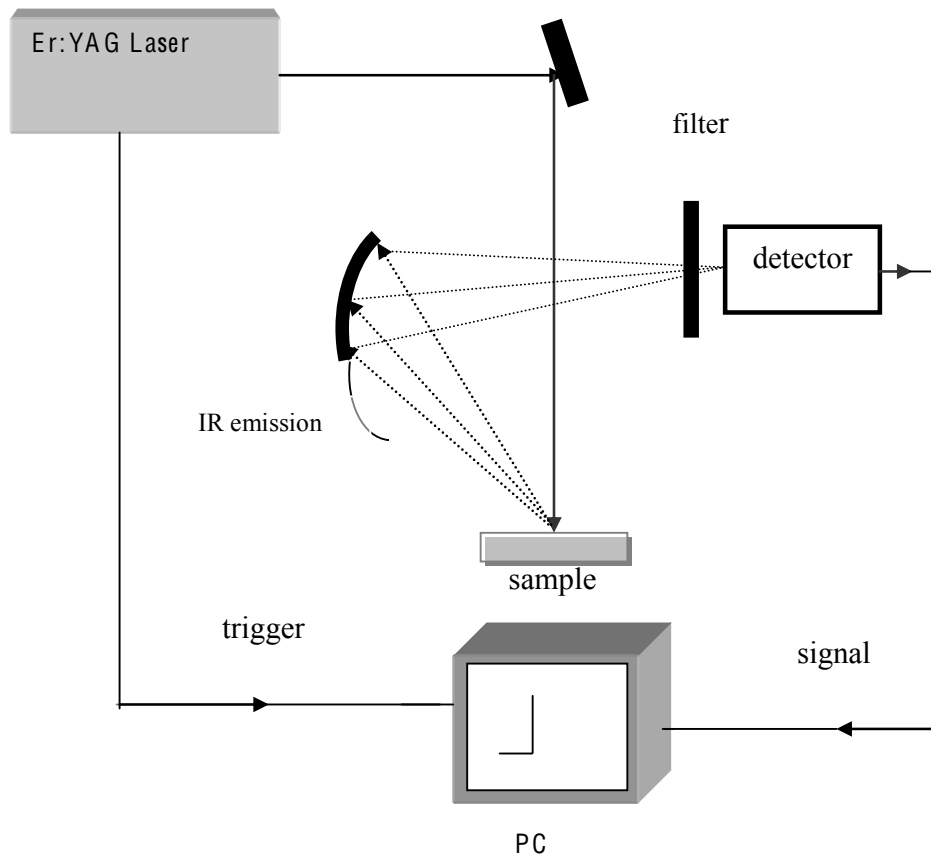 Er:YAG Laser
filter
detector
IR emission
sample
trigger
signal
PC